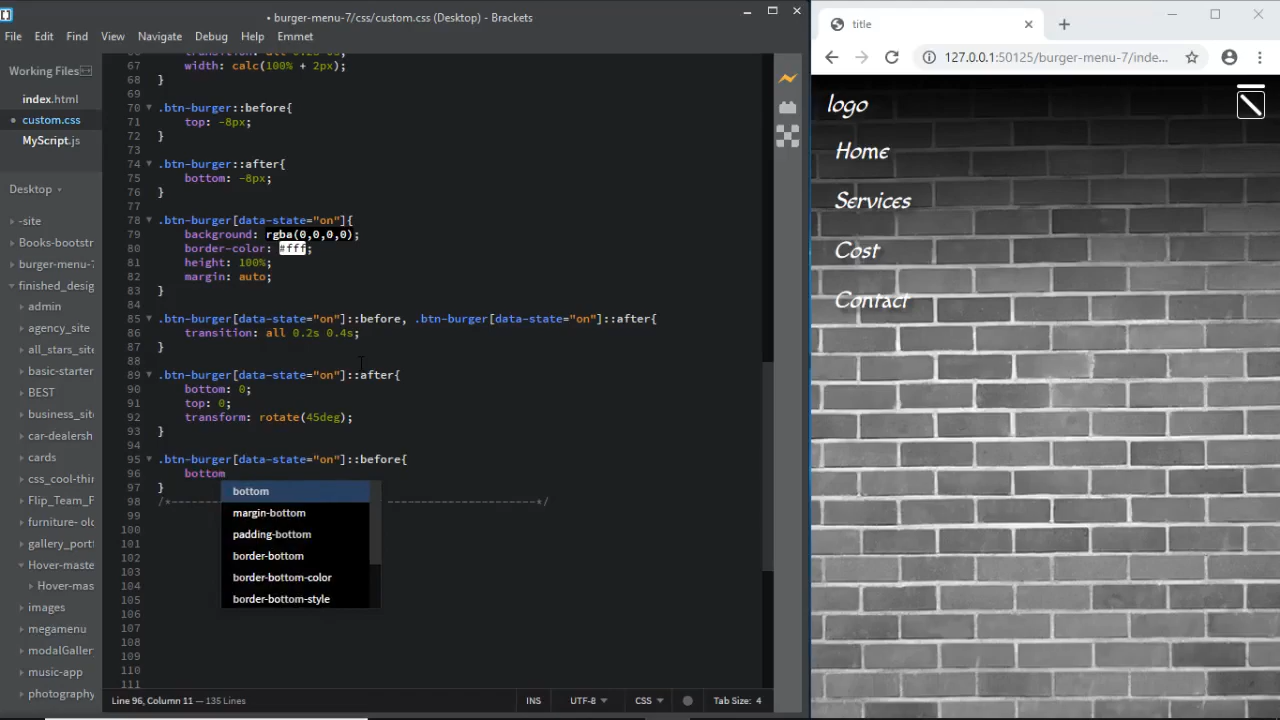 • burger-menu-7/css/custom.css (Desktop) - Brackets
File Edit Find View Navigate Debug Help Emmet
Working Files
index.html
• custom.css
MyScript.js
Desktop
-site
Books-bootstr
burger-menu-7
finished_desig
admin
agency_site
all_stars_site
basic-starter
BEST
business_site
car-dealersh
cards
css_cool-thin
Flip_Team_F
furniture- old
gallery_portf
Hover-maste
Hover-mas
images
megamenu
modalGaller
music-app
photography
67 width: calc(100% + 2px);
68 }
69
70 .btn-burger::before{
71 top: -8px;
72 }
73
74 .btn-burger::after{
75 bottom: -8px;
76 }
77
78 .btn-burger[data-state="on"]{
79 background: rgba(0,0,0,0);
80 border-color: #fff;
81 height: 100%;
82 margin: auto;
83 }
84
85 .btn-burger[data-state="on"]::before, .btn-burger[data-state="on"]::after{
86 transition: all 0.2s 0.4s;
87 }
88
89 .btn-burger[data-state="on"]::after{
90 bottom: 0;
91 top: 0;
92 transform: rotate(45deg);
93 }
94
95 .btn-burger[data-state="on"]::before{
96 bottom
97 }
98 /*------- -----------------------*/
99
100
101
102
103
104
105
106
107
108
109
110
111
bottom
margin-bottom
padding-bottom
border-bottom
border-bottom-color
border-bottom-style
Line 96, Column 11 — 135 Lines
INS UTF-8 CSS Tab Size: 4
title
127.0.0.1:50125/burger-menu-7/inde...
logo
Home
Services
Cost
Contact